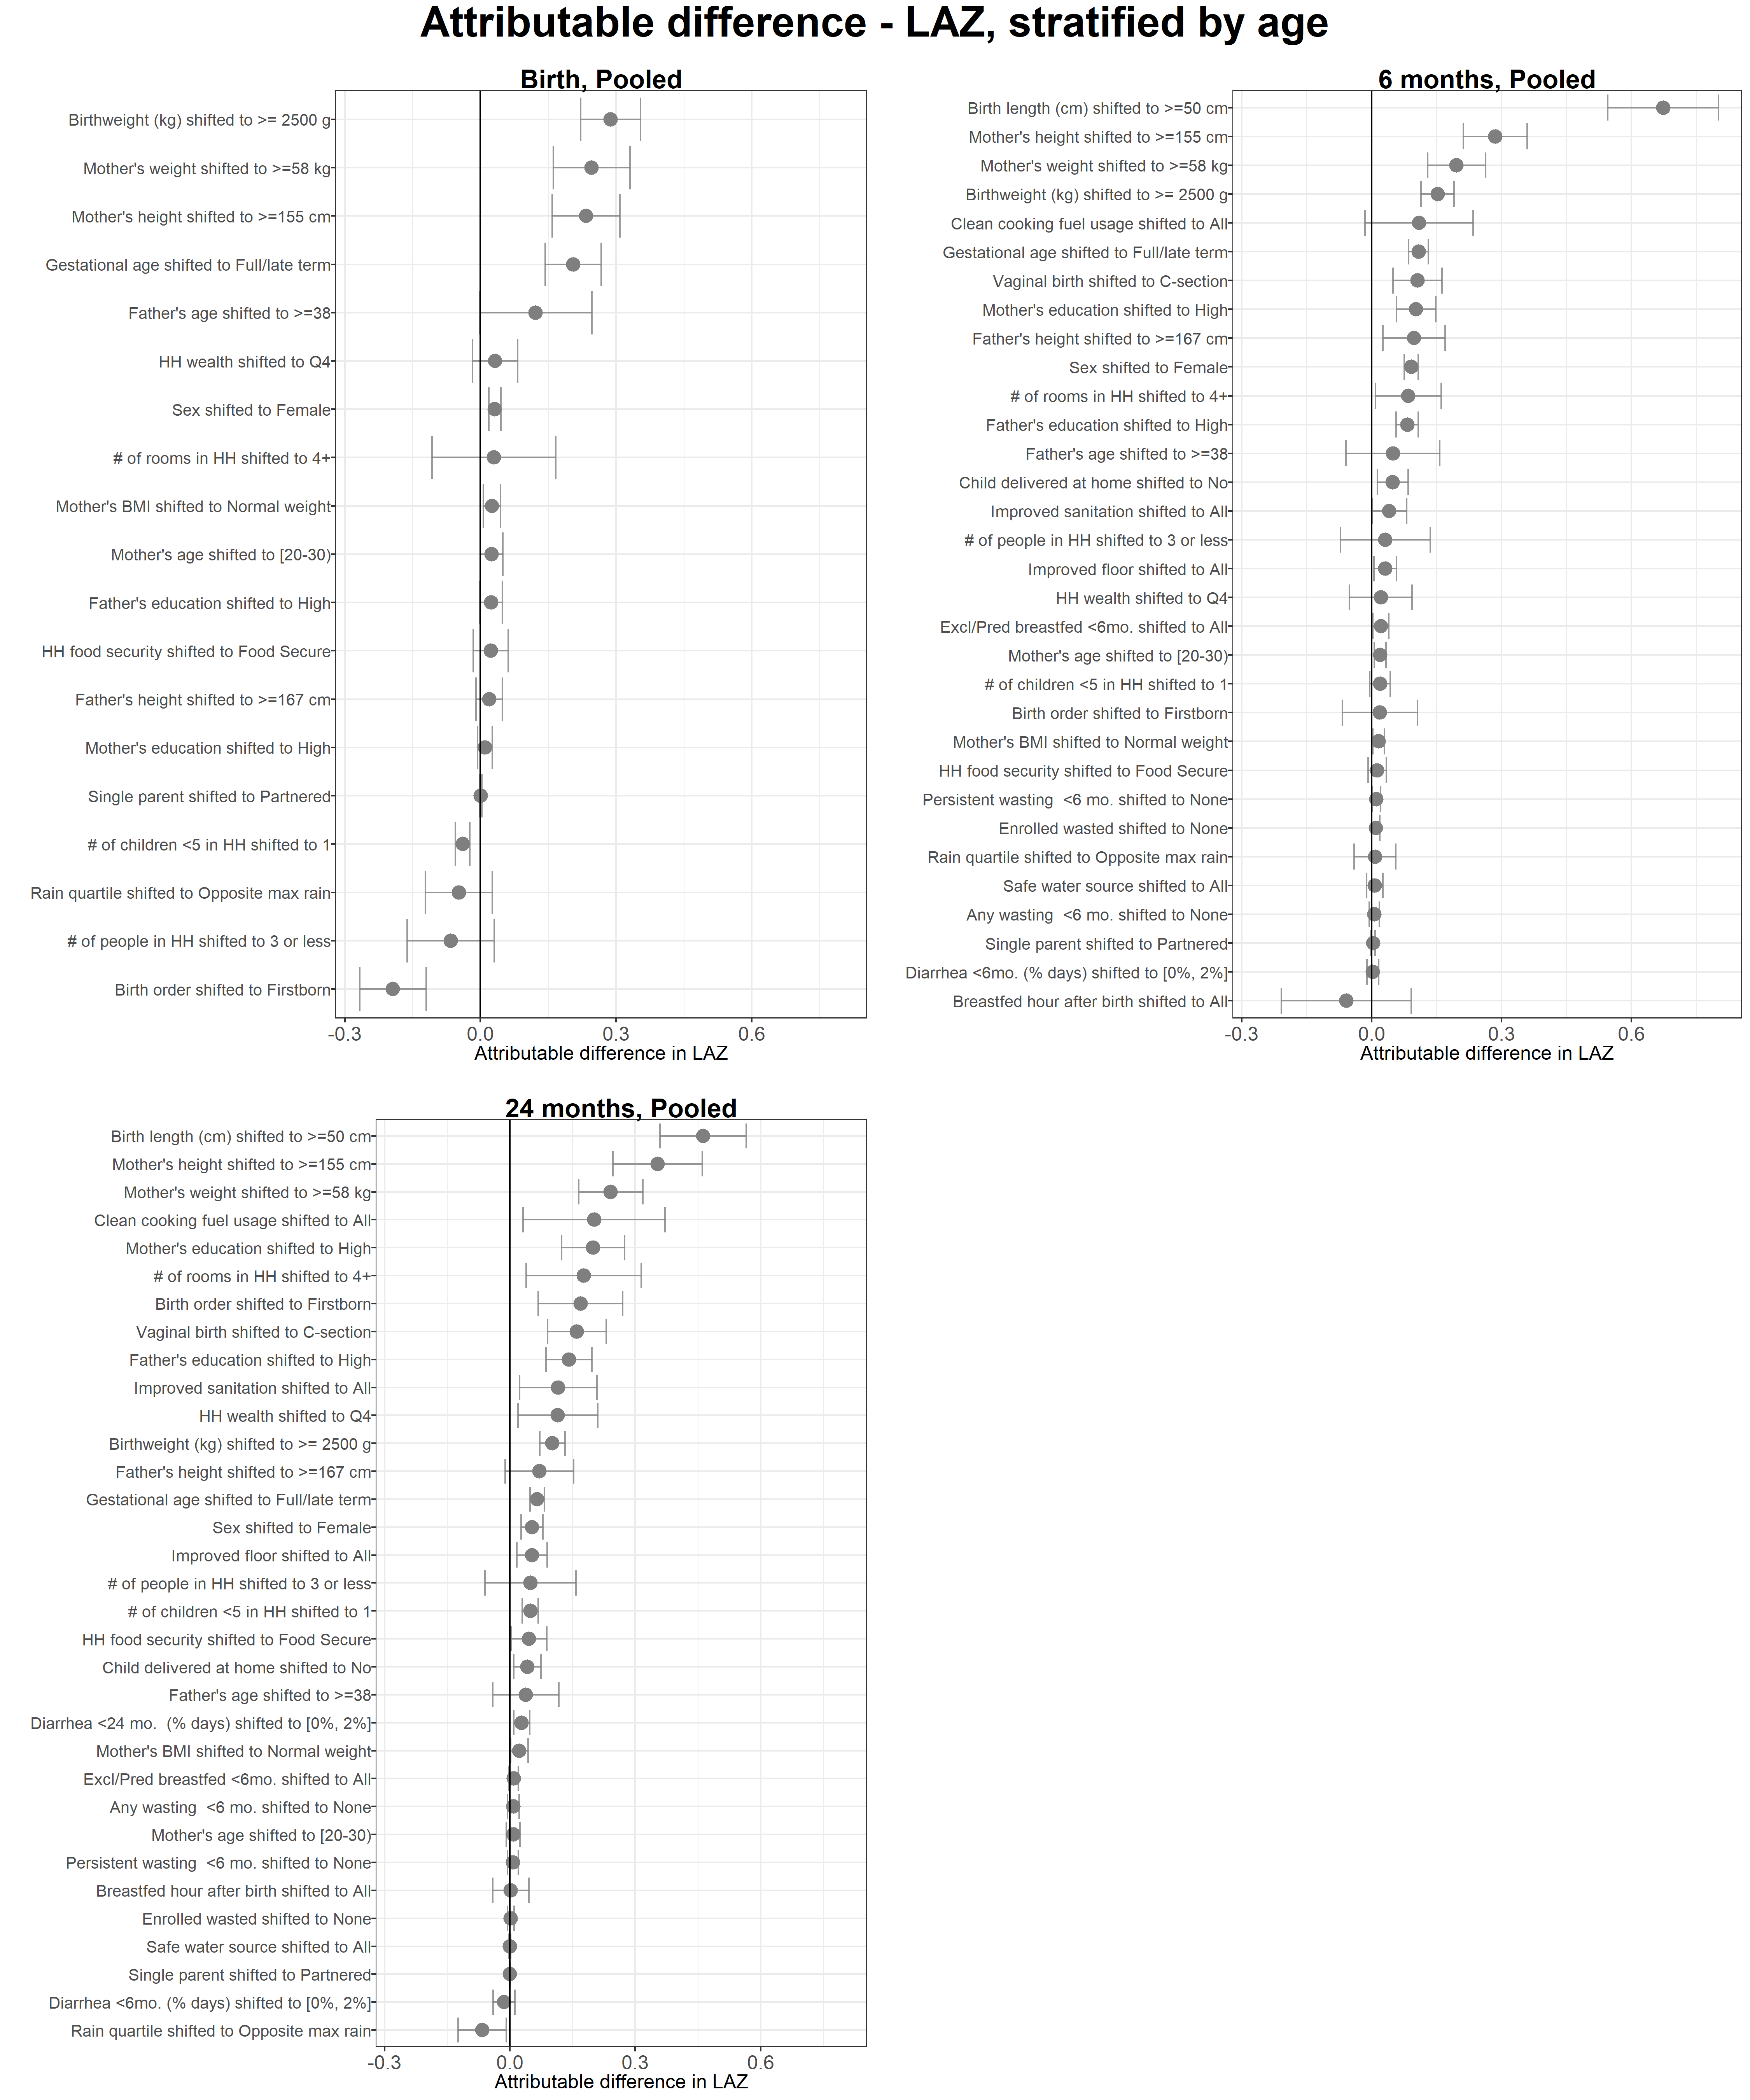 Attributable difference - LAZ, stratified by age
Birth, Pooled
Birthweight (kg) shifted to >= 2500 g
Mother's weight shifted to >=58 kg
Mother's height shifted to >=155 cm
Gestational age shifted to Full/late term
Father's age shifted to >=38
HH wealth shifted to Q4
Sex shifted to Female
# of rooms in HH shifted to 4+
Mother's BMI shifted to Normal weight
Mother's age shifted to [20-30)
Father's education shifted to High
HH food security shifted to Food Secure
Father's height shifted to >=167 cm
Mother's education shifted to High
Single parent shifted to Partnered
# of children <5 in HH shifted to 1
Rain quartile shifted to Opposite max rain
# of people in HH shifted to 3 or less
Birth order shifted to Firstborn
-0.3 0.0 0.3 0.6
Attributable difference in LAZ
6 months, Pooled
Birth length (cm) shifted to >=50 cm
Mother's height shifted to >=155 cm
Mother's weight shifted to >=58 kg
Birthweight (kg) shifted to >= 2500 g
Clean cooking fuel usage shifted to All
Gestational age shifted to Full/late term
Vaginal birth shifted to C-section
Mother's education shifted to High
Father's height shifted to >=167 cm
Sex shifted to Female
# of rooms in HH shifted to 4+
Father's education shifted to High
Father's age shifted to >=38
Child delivered at home shifted to No
Improved sanitation shifted to All
# of people in HH shifted to 3 or less
Improved floor shifted to All
HH wealth shifted to Q4
Excl/Pred breastfed <6mo. shifted to All
Mother's age shifted to [20-30)
# of children <5 in HH shifted to 1
Birth order shifted to Firstborn
Mother's BMI shifted to Normal weight
HH food security shifted to Food Secure
Persistent wasting  <6 mo. shifted to None
Enrolled wasted shifted to None
Rain quartile shifted to Opposite max rain
Safe water source shifted to All
Any wasting  <6 mo. shifted to None
Single parent shifted to Partnered
Diarrhea <6mo. (% days) shifted to [0%, 2%]
Breastfed hour after birth shifted to All
-0.3 0.0 0.3 0.6
Attributable difference in LAZ
24 months, Pooled
Birth length (cm) shifted to >=50 cm
Mother's height shifted to >=155 cm
Mother's weight shifted to >=58 kg
Clean cooking fuel usage shifted to All
Mother's education shifted to High
# of rooms in HH shifted to 4+
Birth order shifted to Firstborn
Vaginal birth shifted to C-section
Father's education shifted to High
Improved sanitation shifted to All
HH wealth shifted to Q4
Birthweight (kg) shifted to >= 2500 g
Father's height shifted to >=167 cm
Gestational age shifted to Full/late term
Sex shifted to Female
Improved floor shifted to All
# of people in HH shifted to 3 or less
# of children <5 in HH shifted to 1
HH food security shifted to Food Secure
Child delivered at home shifted to No
Father's age shifted to >=38
Diarrhea <24 mo.  (% days) shifted to [0%, 2%]
Mother's BMI shifted to Normal weight
Excl/Pred breastfed <6mo. shifted to All
Any wasting  <6 mo. shifted to None
Mother's age shifted to [20-30)
Persistent wasting  <6 mo. shifted to None
Breastfed hour after birth shifted to All
Enrolled wasted shifted to None
Safe water source shifted to All
Single parent shifted to Partnered
Diarrhea <6mo. (% days) shifted to [0%, 2%]
Rain quartile shifted to Opposite max rain
-0.3 0.0 0.3 0.6
Attributable difference in LAZ